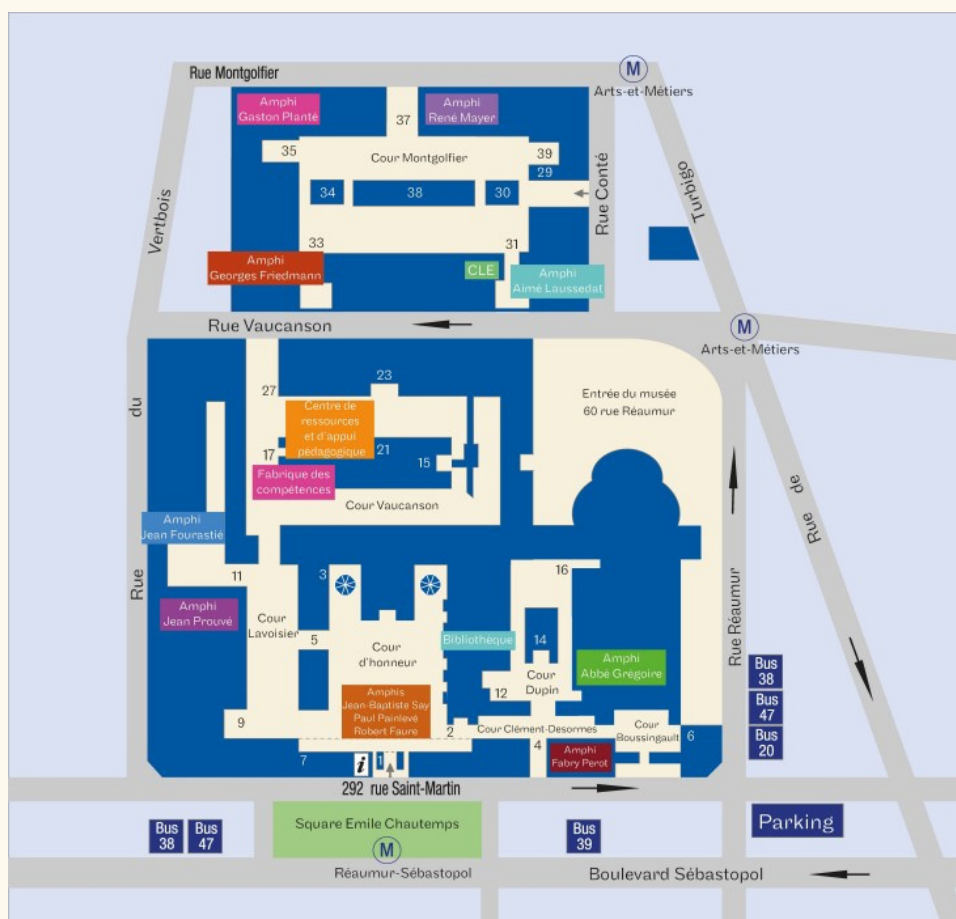 Rue Montgolfier
M
Arts-et-Métiers
Amphi
Gaston Planté
Amphi
René Mayer
37
35
Cour Montgolfier
39
29
34
38
30
Rue Conté
Turbigo
Vertbois
33
31
Amphi
Georges Friedmann
CLE
Amphi
Aimé Laussedat
Rue Vaucanson
M
Arts-et-Métiers
23
27
Entrée du musée
60 rue Réaumur
Centre de
ressources
et d'appui
pédagogique
du
21
17
15
Fabrique des
compétences
Cour Vaucanson
Rue de
Amphi
Jean Fourastié
Rue
11
3
16
Rue Réaumur
Amphi
Jean Prouvé
Cour
Lavoisier
5
Bibliothèque
14
Cour
d'honneur
Amphi
Abbé Grégoire
Cour
Dupin
12
Bus
38
Bus
47
Bus
20
Amphis
Jean-Baptiste Say
Paul Painlevé
Robert Faure
9
2
Cour Clément-Desormes
Cour
Boussingault
6
7
i
1
4
Amphi
Fabry Perot
292 rue Saint-Martin
Bus
38
Bus
47
Square Emile Chautemps
M
Réaumur-Sébastopol
Bus
39
Parking
Boulevard Sébastopol